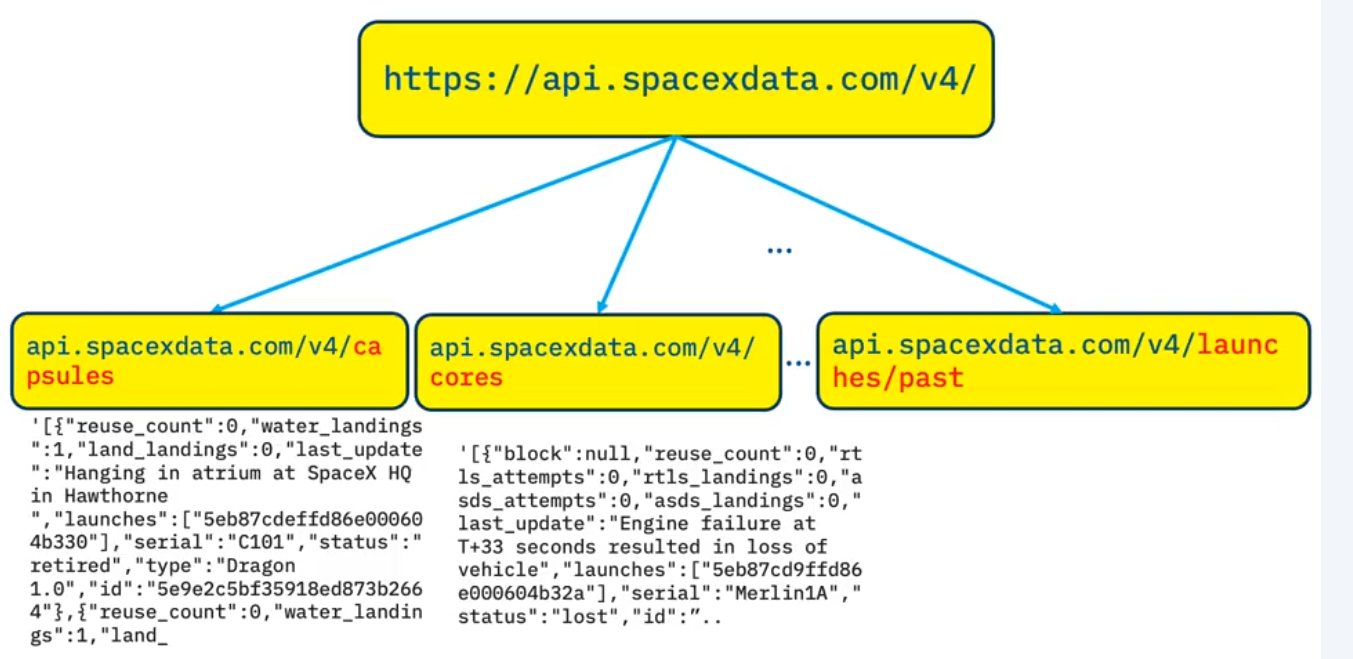 https://api.spacexdata.com/v4/
...
api.spacexdata.com/v4/ca
psules
api.spacexdata.com/v4/
cores
...
api.spacexdata.com/v4/launc
hes/past
'[{"reuse_count":0,"water_landings
":1,"land_landings":0,"last_update
":"Hanging in atrium at SpaceX HQ
in Hawthorne
","launches":["5eb87cdeffd86e00060
4b330"],"serial":"C101","status":"
retired","type":"Dragon
1.0","id":"5e9e2c5bf35918ed873b266
4"},{"reuse_count":0,"water_landin
gs":1,"land_
'[{"block":null,"reuse_count":0,"rt
ls_attempts":0,"rtls_landings":0,"a
sds_attempts":0,"asds_landings":0,"
last_update":"Engine failure at
T+33 seconds resulted in loss of
vehicle","launches":["5eb87cd9ffd86
e000604b32a"],"serial":"Merlin1A","
status":"lost","id":”..